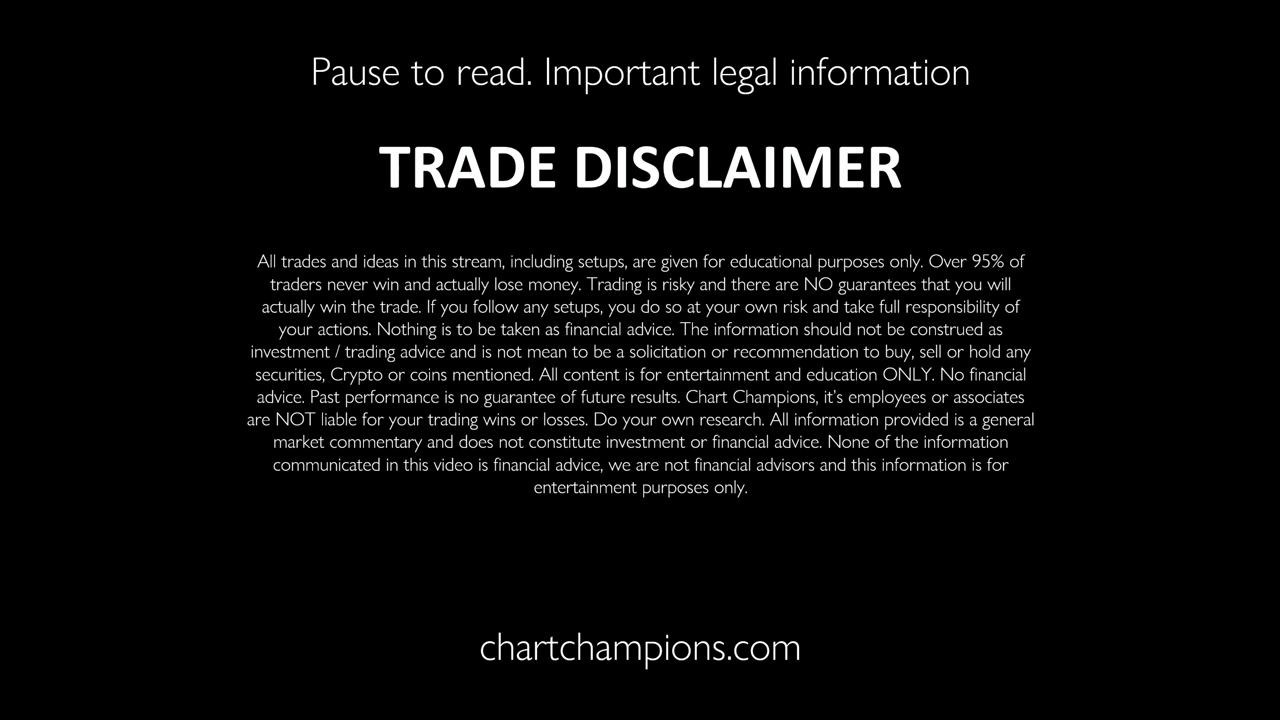 Pause to read. Important legal information
TRADE DISCLAIMER
All trades and ideas in this stream, including setups, are given for educational purposes only. Over 95% of
traders never win and actually lose money. Trading is risky and there are NO guarantees that you will
actually win the trade. If you follow any setups, you do so at your own risk and take full responsibility of
your actions. Nothing is to be taken as financial advice. The information should not be construed as
investment / trading advice and is not mean to be a solicitation or recommendation to buy, sell or hold any
securities, Crypto or coins mentioned. All content is for entertainment and education ONLY. No financial
advice. Past performance is no guarantee of future results. Chart Champions, it's employees or associates
are NOT liable for your trading wins or losses. Do your own research. All information provided is a general
market commentary and does not constitute investment or financial advice. None of the information
communicated in this video is financial advice, we are not financial advisors and this information is for
entertainment purposes only.
chartchampions.com